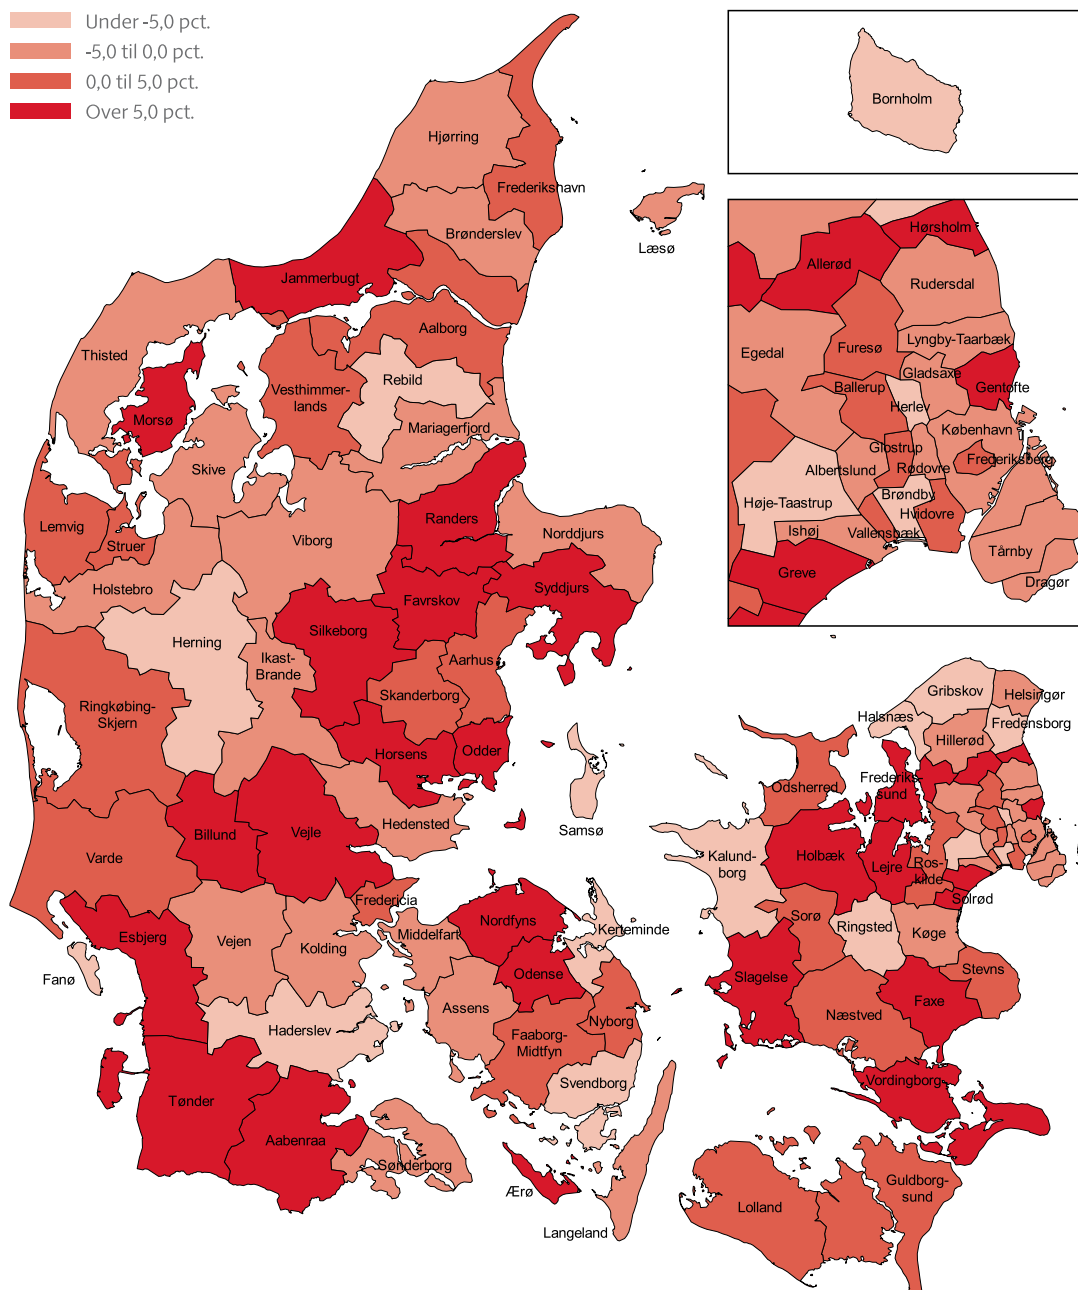 Under -5,0 pct.
-5,0 til 0,0 pct.
0,0 til 5,0 pct.
Over 5,0 pct.
Bornholm
Hjørring
Frederikshavn
Læsø
Brønderslev
Jammerbugt
Aalborg
Thisted
Rebild
Vesthimmer-
lands
Morsø
Mariagerfjord
Skive
Lemvig
Struer
Viborg
Randers
Norddjurs
Holstebro
Favrskov
Syddjurs
Herning
Silkeborg
Ikast-
Brande
Aarhus
Skanderborg
Ringkøbing-
Skjern
Horsens
Odder
Samsø
Hedensted
Billund
Vejle
Varde
Fredericia
Esbjerg
Vejen
Kolding
Middelfart
Nordfyns
Kerteminde
Fanø
Odense
Assens
Haderslev
Faaborg-
Midtfyn
Nyborg
Svendborg
Tønder
Aabenraa
Sønderborg
Ærø
Langeland
Hørsholm
Allerød
Rudersdal
Egedal
Furesø
Lyngby-Taarbæk
Gladsaxe
Gentofte
Ballerup
Herlev
København
Glostrup
Frederiksberg
Albertslund
Rødovre
Høje-Taastrup
Brøndby
Hvidovre
Ishøj
Vallensbæk
Tårnby
Greve
Dragør
Gribskov
Helsingør
Halsnæs
Fredensborg
Hillerød
Frederiks-
sund
Odsherred
Kalund-
borg
Holbæk
Lejre
Ros-
kilde
Solrød
Sorø
Ringsted
Køge
Slagelse
Stevns
Faxe
Næstved
Vordingborg
Guldborg-
sund
Lolland